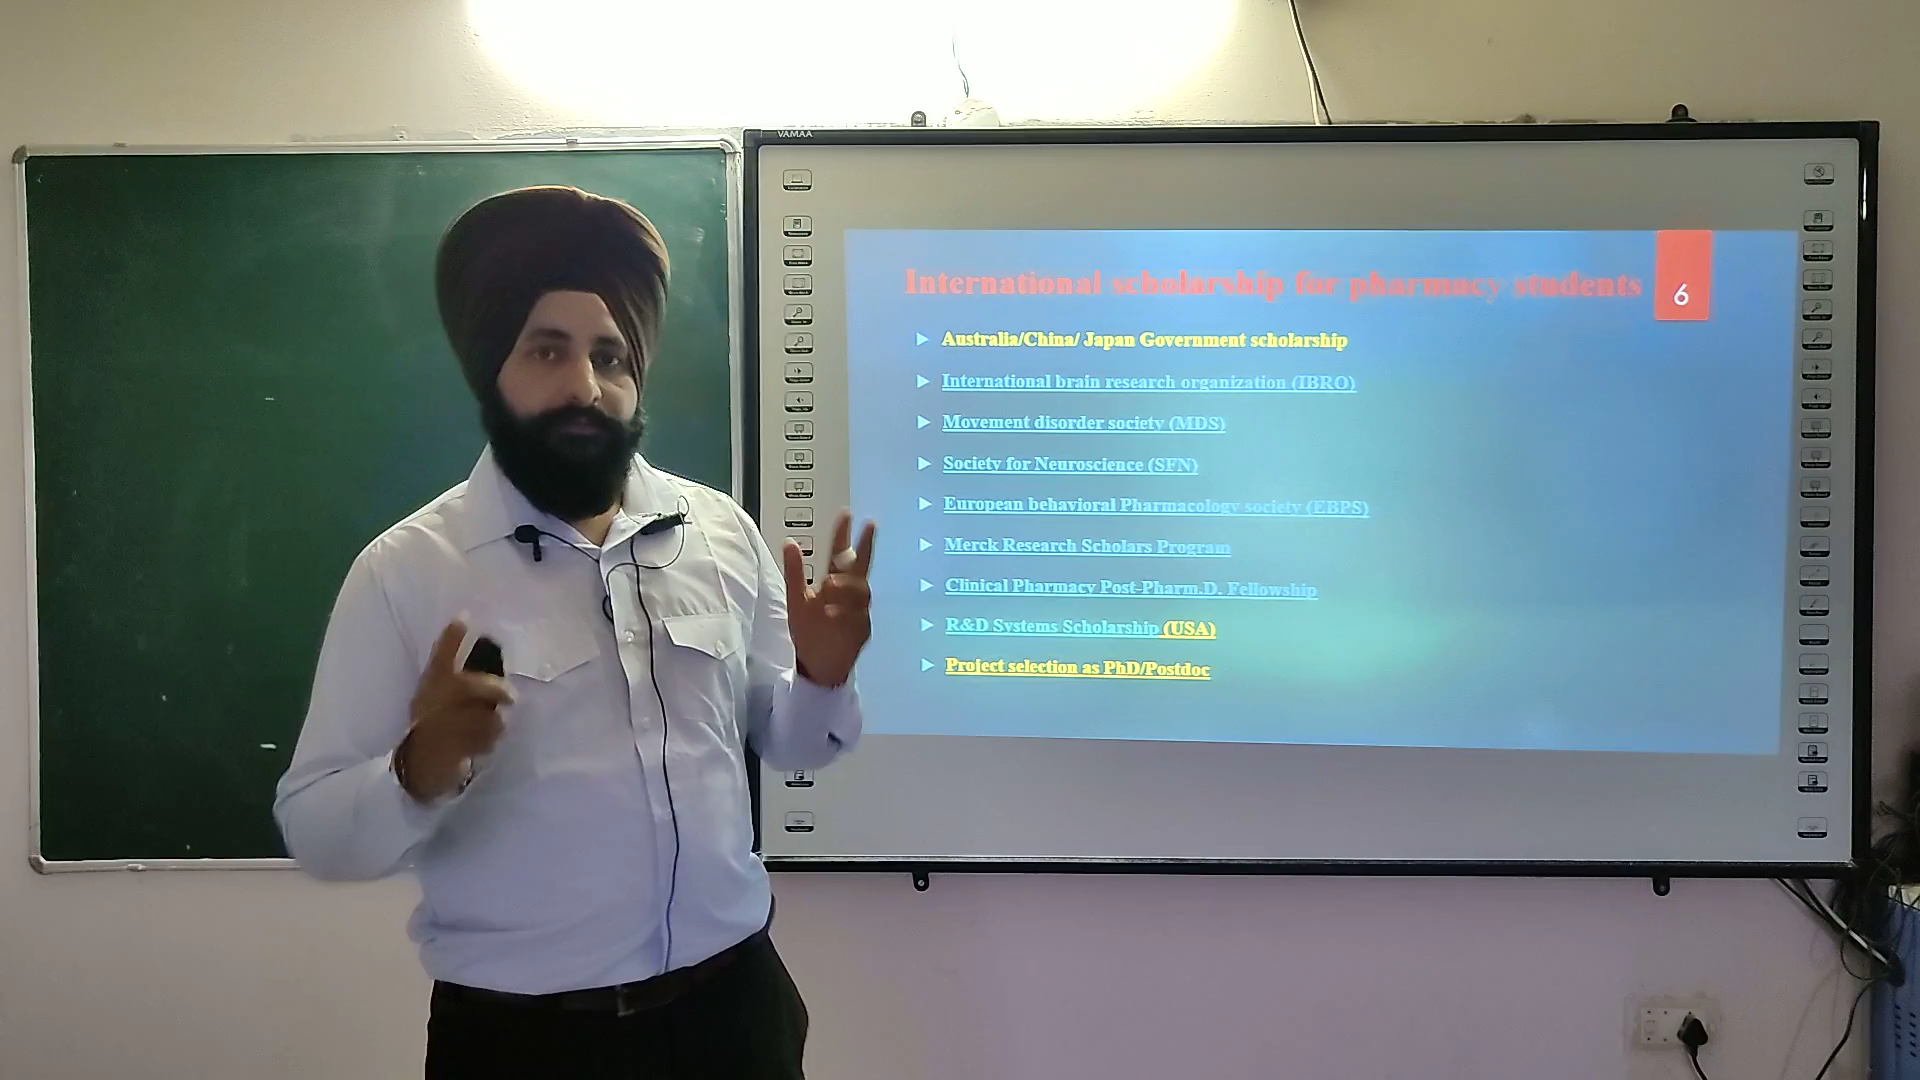 VAMAA
International scholarship for pharmacy students
6
Australia/China/ Japan Government scholarship
International brain research organization (IBRO)
Movement disorder society (MDS)
Society for Neuroscience (SFN)
European behavioral Pharmacology society (EBPS)
Merck Research Scholars Program
Clinical Pharmacy Post-Pharm.D. Fellowship
R&D Systems Scholarship (USA)
Project selection as PhD/Postdoc